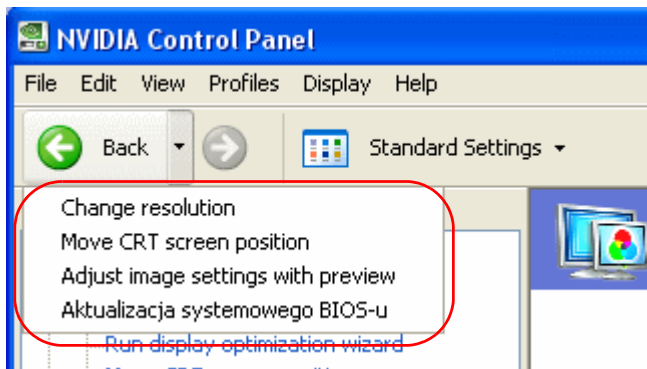 NVIDIA Control Panel
File Edit View Profiles Display Help
Back Standard Settings
Change resolution
Move CRT screen position
Adjust image settings with preview
Aktualizacja systemowego BIOS-u
Run display optimization wizard